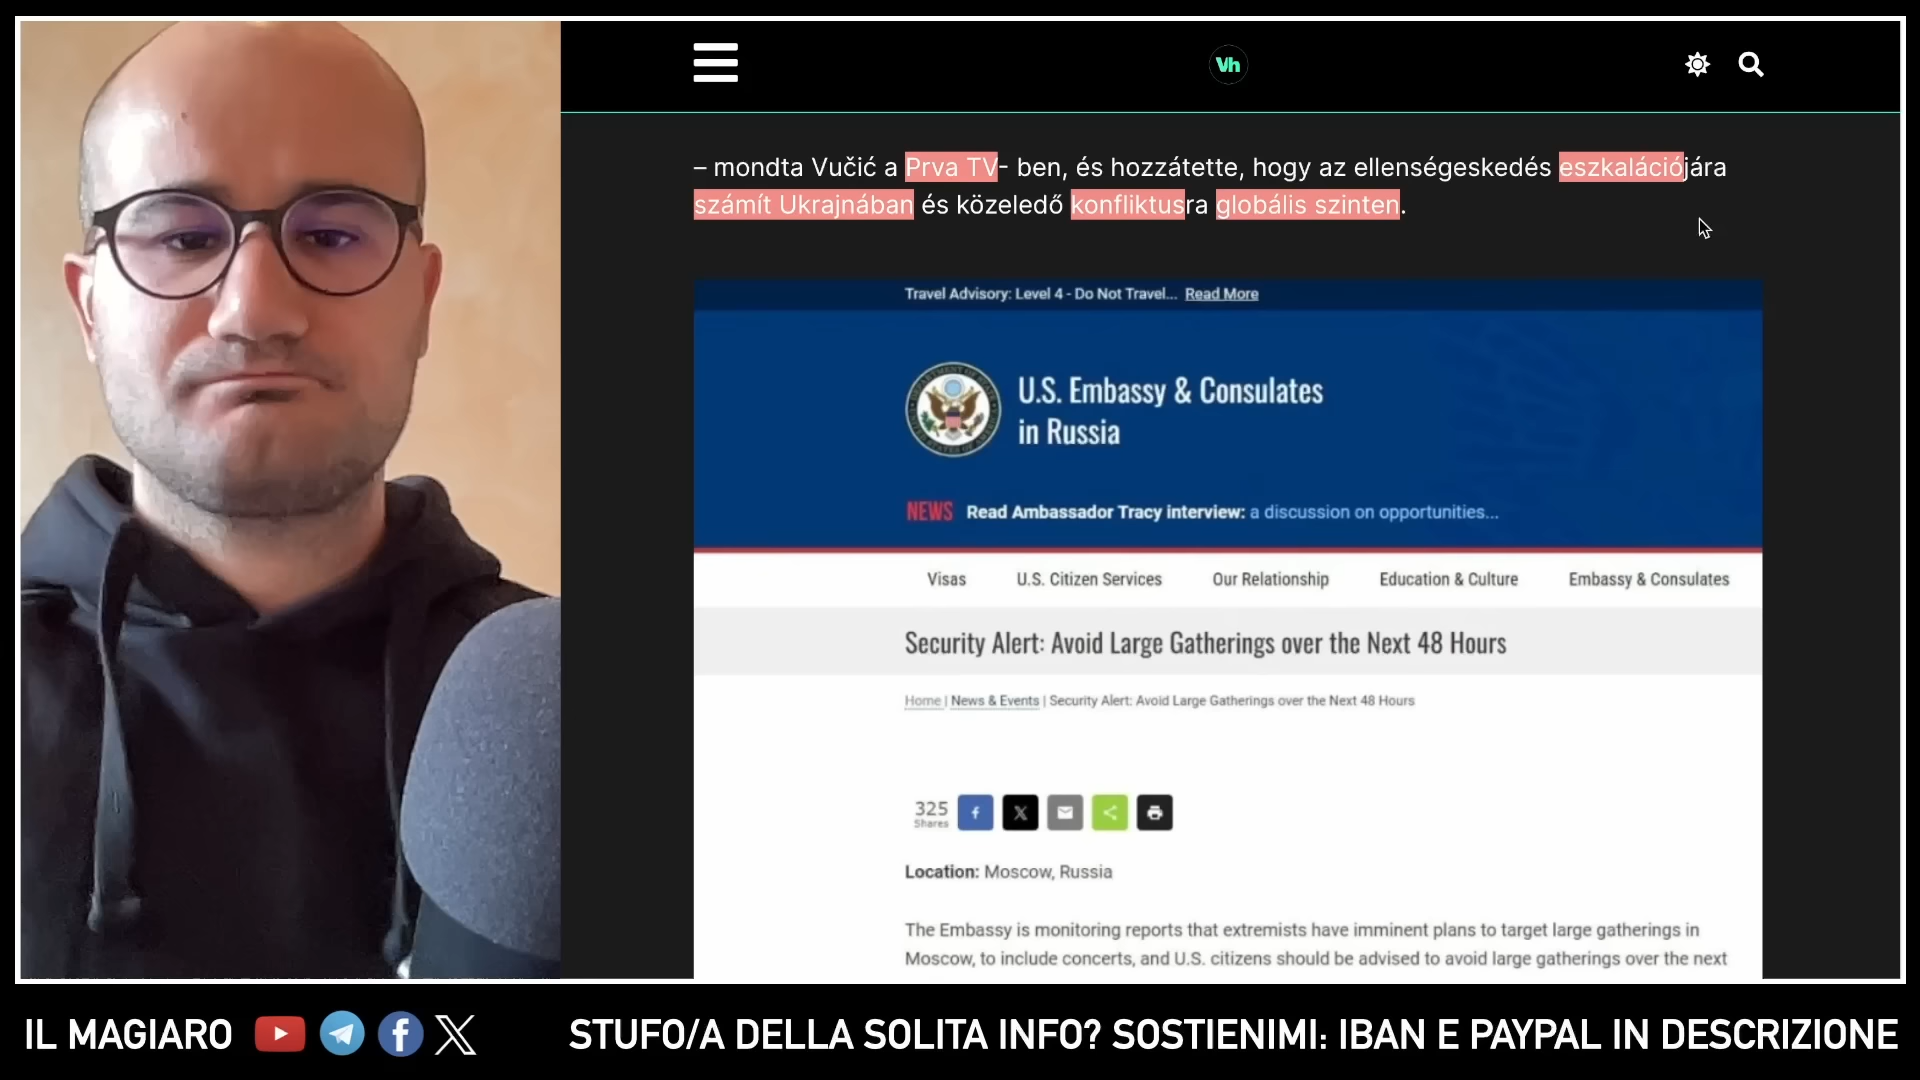 Vh
– mondta Vučić a Prva TV- ben, és hozzátette, hogy az ellenségeskedés eszkalációjára
számít Ukrajnában és közeledő konfliktusra globális szinten.
Travel Advisory: Level 4 - Do Not Travel... Read More
U.S. Embassy & Consulates
in Russia
NEWS Read Ambassador Tracy interview: a discussion on opportunities...
Visas U.S. Citizen Services Our Relationship Education & Culture Embassy & Consulates
Security Alert: Avoid Large Gatherings over the Next 48 Hours
Home | News & Events | Security Alert: Avoid Large Gatherings over the Next 48 Hours
325
Shares
Location: Moscow, Russia
The Embassy is monitoring reports that extremists have imminent plans to target large gatherings in
Moscow, to include concerts, and U.S. citizens should be advised to avoid large gatherings over the next
IL MAGIARO STUFO/A DELLA SOLITA INFO? SOSTIENIMI: IBAN E PAYPAL IN DESCRIZIONE